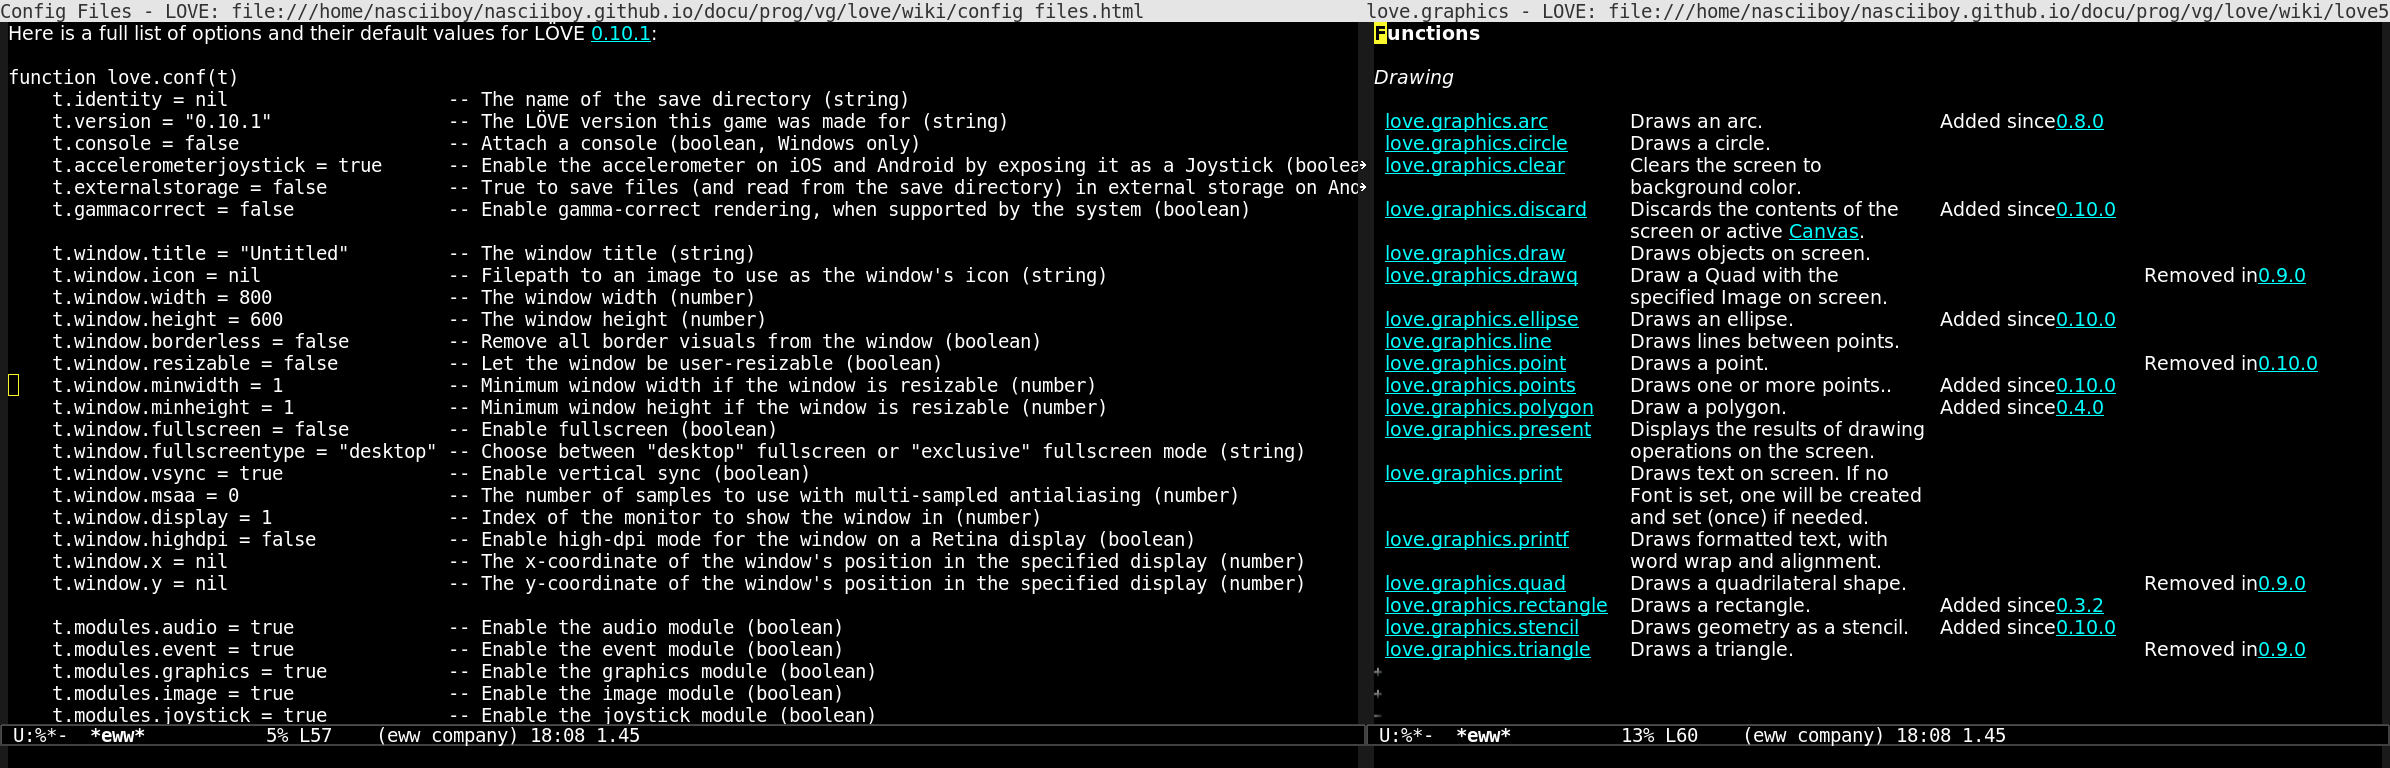 Config Files - LOVE: file:///home/nasciiboy/nasciiboy.github.io/docu/prog/vg/love/wiki/config_files.html
Here is a full list of options and their default values for LÖVE 0.10.1:
function love.conf(t)
    t.identity = nil                    -- The name of the save directory (string)
    t.version = "0.10.1"                -- The LÖVE version this game was made for (string)
    t.console = false                   -- Attach a console (boolean, Windows only)
    t.accelerometerjoystick = true      -- Enable the accelerometer on iOS and Android by exposing it as a Joystick (boolea
    t.externalstorage = false           -- True to save files (and read from the save directory) in external storage on And
    t.gammacorrect = false              -- Enable gamma-correct rendering, when supported by the system (boolean)
    t.window.title = "Untitled"         -- The window title (string)
    t.window.icon = nil                 -- Filepath to an image to use as the window's icon (string)
    t.window.width = 800                -- The window width (number)
    t.window.height = 600               -- The window height (number)
    t.window.borderless = false         -- Remove all border visuals from the window (boolean)
    t.window.resizable = false          -- Let the window be user-resizable (boolean)
    t.window.minwidth = 1               -- Minimum window width if the window is resizable (number)
    t.window.minheight = 1              -- Minimum window height if the window is resizable (number)
    t.window.fullscreen = false         -- Enable fullscreen (boolean)
    t.window.fullscreentype = "desktop" -- Choose between "desktop" fullscreen or "exclusive" fullscreen mode (string)
    t.window.vsync = true               -- Enable vertical sync (boolean)
    t.window.msaa = 0                   -- The number of samples to use with multi-sampled antialiasing (number)
    t.window.display = 1                -- Index of the monitor to show the window in (number)
    t.window.highdpi = false            -- Enable high-dpi mode for the window on a Retina display (boolean)
    t.window.x = nil                    -- The x-coordinate of the window's position in the specified display (number)
    t.window.y = nil                    -- The y-coordinate of the window's position in the specified display (number)
    t.modules.audio = true              -- Enable the audio module (boolean)
    t.modules.event = true              -- Enable the event module (boolean)
    t.modules.graphics = true           -- Enable the graphics module (boolean)
    t.modules.image = true              -- Enable the image module (boolean)
    t.modules.joystick = true           -- Enable the joystick module (boolean)
U:%*-  *eww*           5% L57    (eww company) 18:08 1.45
love.graphics - LOVE: file:///home/nasciiboy/nasciiboy.github.io/docu/prog/vg/love/wiki/love5
Functions
Drawing
love.graphics.arc Draws an arc. Added since0.8.0
love.graphics.circle Draws a circle.
love.graphics.clear Clears the screen to
background color.
love.graphics.discard Discards the contents of the Added since0.10.0
screen or active Canvas.
love.graphics.draw Draws objects on screen.
love.graphics.drawq Draw a Quad with the Removed in0.9.0
specified Image on screen.
love.graphics.ellipse Draws an ellipse. Added since0.10.0
love.graphics.line Draws lines between points.
love.graphics.point Draws a point. Removed in0.10.0
love.graphics.points Draws one or more points.. Added since0.10.0
love.graphics.polygon Draw a polygon. Added since0.4.0
love.graphics.present Displays the results of drawing
operations on the screen.
love.graphics.print Draws text on screen. If no
Font is set, one will be created
and set (once) if needed.
love.graphics.printf Draws formatted text, with
word wrap and alignment.
love.graphics.quad Draws a quadrilateral shape. Removed in0.9.0
love.graphics.rectangle Draws a rectangle. Added since0.3.2
love.graphics.stencil Draws geometry as a stencil. Added since0.10.0
love.graphics.triangle Draws a triangle. Removed in0.9.0
+
+
-
U:%*-  *eww*           13% L60    (eww company) 18:08 1.45